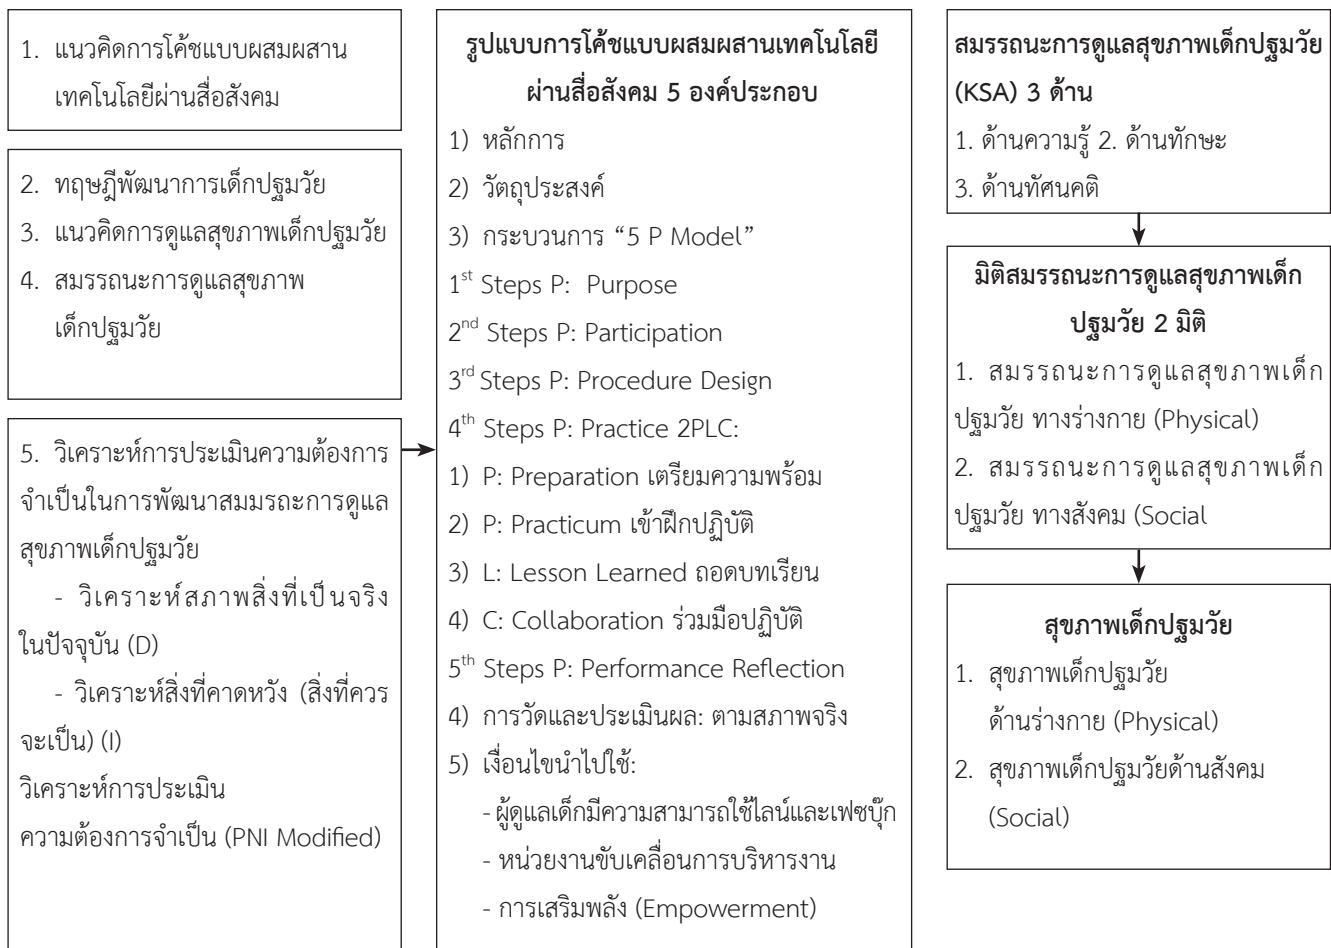 1. แนวคิดการโค้ชแบบผสมผสาน
เทคโนโลยีผ่านสื่อสังคม
2. ทฤษฎีพัฒนาการเด็กปฐมวัย
3. แนวคิดการดูแลสุขภาพเด็กปฐมวัย
4. สมรรถนะการดูแลสุขภาพ
เด็กปฐมวัย
5. วิเคราะห์การประเมินความต้องการ
จำเป็นในการพัฒนาสมมรถะการดูแล
สุขภาพเด็กปฐมวัย
- วิเคราะห์สภาพสิ่งที่เป็นจริง
ในปัจจุบัน (D)
- วิเคราะห์สิ่งที่คาดหวัง (สิ่งที่ควร
จะเป็น) (I)
วิเคราะห์การประเมิน
ความต้องการจำเป็น (PNI Modified)
รูปแบบการโค้ชแบบผสมผสานเทคโนโลยี
ผ่านสื่อสังคม 5 องค์ประกอบ
1) หลักการ
2) วัตถุประสงค์
3) กระบวนการ “5 P Model”
1st Steps P: Purpose
2nd Steps P: Participation
3rd Steps P: Procedure Design
4th Steps P: Practice 2PLC:
1) P: Preparation เตรียมความพร้อม
2) P: Practicum เข้าฝึกปฏิบัติ
3) L: Lesson Learned ถอดบทเรียน
4) C: Collaboration ร่วมมือปฏิบัติ
5th Steps P: Performance Reflection
4) การวัดและประเมินผล: ตามสภาพจริง
5) เงื่อนไขนำไปใช้:
- ผู้ดูแลเด็กมีความสามารถใช้ไลน์และเฟซบุ๊ก
- หน่วยงานขับเคลื่อนการบริหารงาน
- การเสริมพลัง (Empowerment)
สมรรถนะการดูแลสุขภาพเด็กปฐมวัย
(KSA) 3 ด้าน
1. ด้านความรู้ 2. ด้านทักษะ
3. ด้านทัศนคติ
มิติสมรรถนะการดูแลสุขภาพเด็ก
ปฐมวัย 2 มิติ
1. สมรรถนะการดูแลสุขภาพเด็ก
ปฐมวัย ทางร่างกาย (Physical)
2. สมรรถนะการดูแลสุขภาพเด็ก
ปฐมวัย ทางสังคม (Social
สุขภาพเด็กปฐมวัย
1. สุขภาพเด็กปฐมวัย
ด้านร่างกาย (Physical)
2. สุขภาพเด็กปฐมวัยด้านสังคม
(Social)